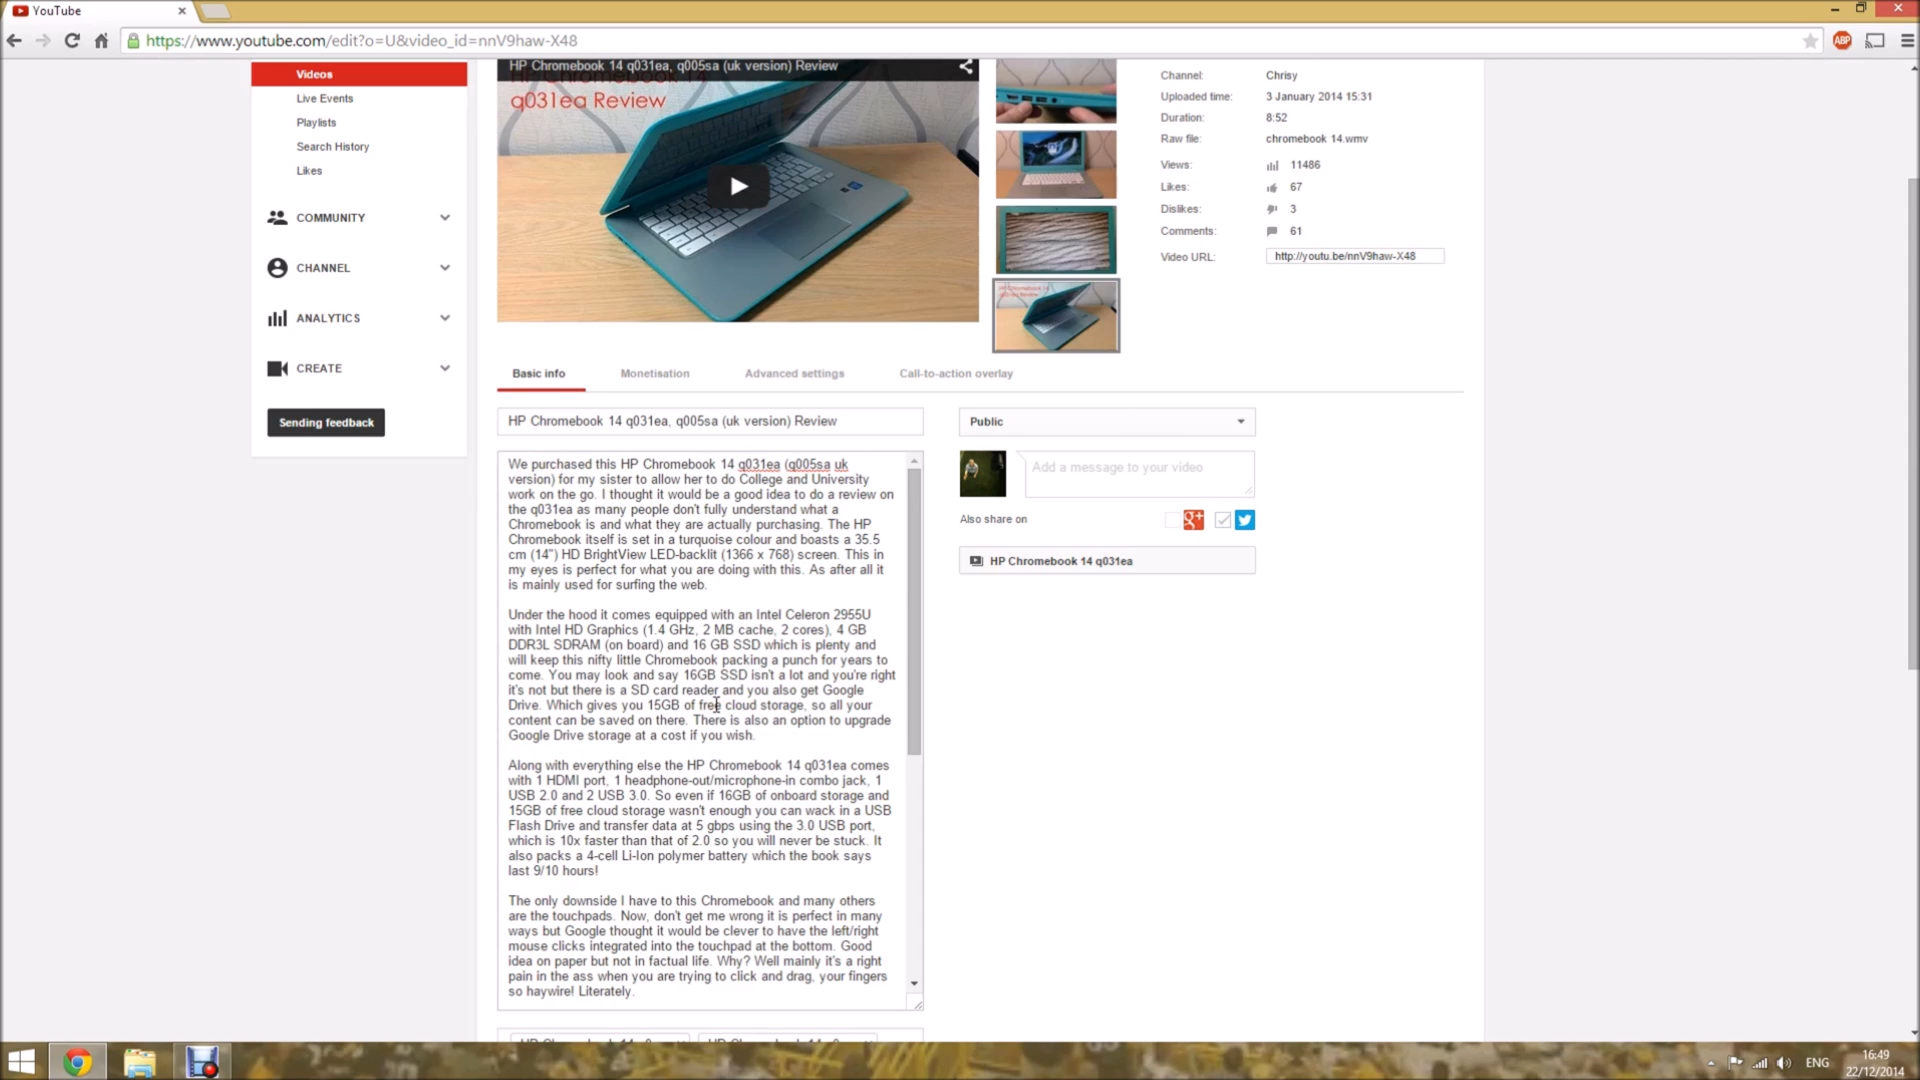 YouTube
https://www.youtube.com/edit?o=U&video_id=nnV9haw-X48
ABP
Videos
Live Events
Playlists
Search History
Likes
COMMUNITY
CHANNEL
ANALYTICS
CREATE
Sending feedback
HP Chromebook 14 q031ea, q005sa (uk version) Review
q031ea Review
Channel: Chrisy
Uploaded time: 3 January 2014 15:31
Duration: 8:52
Raw file: chromebook 14.wmv
Views: 11486
Likes: 67
Dislikes: 3
Comments: 61
Video URL: http://youtu.be/nnV9haw-X48
Basic info Monetisation Advanced settings Call-to-action overlay
HP Chromebook 14 q031ea, q005sa (uk version) Review
Public
We purchased this HP Chromebook 14 q031ea (q005sa uk
version) for my sister to allow her to do College and University
work on the go. I thought it would be a good idea to do a review on
the q031ea as many people don't fully understand what a
Chromebook is and what they are actually purchasing. The HP
Chromebook itself is set in a turquoise colour and boasts a 35.5
cm (14") HD BrightView LED-backlit (1366 x 768) screen. This in
my eyes is perfect for what you are doing with this. As after all it
is mainly used for surfing the web.
Under the hood it comes equipped with an Intel Celeron 2955U
with Intel HD Graphics (1.4 GHz, 2 MB cache, 2 cores), 4 GB
DDR3L SDRAM (on board) and 16 GB SSD which is plenty and
will keep this nifty little Chromebook packing a punch for years to
come. You may look and say 16GB SSD isn't a lot and you're right
it's not but there is a SD card reader and you also get Google
Drive. Which gives you 15GB of free cloud storage, so all your
content can be saved on there. There is also an option to upgrade
Google Drive storage at a cost if you wish.
Along with everything else the HP Chromebook 14 q031ea comes
with 1 HDMI port, 1 headphone-out/microphone-in combo jack, 1
USB 2.0 and 2 USB 3.0. So even if 16GB of onboard storage and
15GB of free cloud storage wasn't enough you can wack in a USB
Flash Drive and transfer data at 5 gbps using the 3.0 USB port,
which is 10x faster than that of 2.0 so you will never be stuck. It
also packs a 4-cell Li-Ion polymer battery which the book says
last 9/10 hours!
The only downside I have to this Chromebook and many others
are the touchpads. Now, don't get me wrong it is perfect in many
ways but Google thought it would be clever to have the left/right
mouse clicks integrated into the touchpad at the bottom. Good
idea on paper but not in factual life. Why? Well mainly it's a right
pain in the ass when you are trying to click and drag, your fingers
so haywire! Literately.
Add a message to your video
Also share on
HP Chromebook 14 q031ea
ENG
16:49
22/12/2014